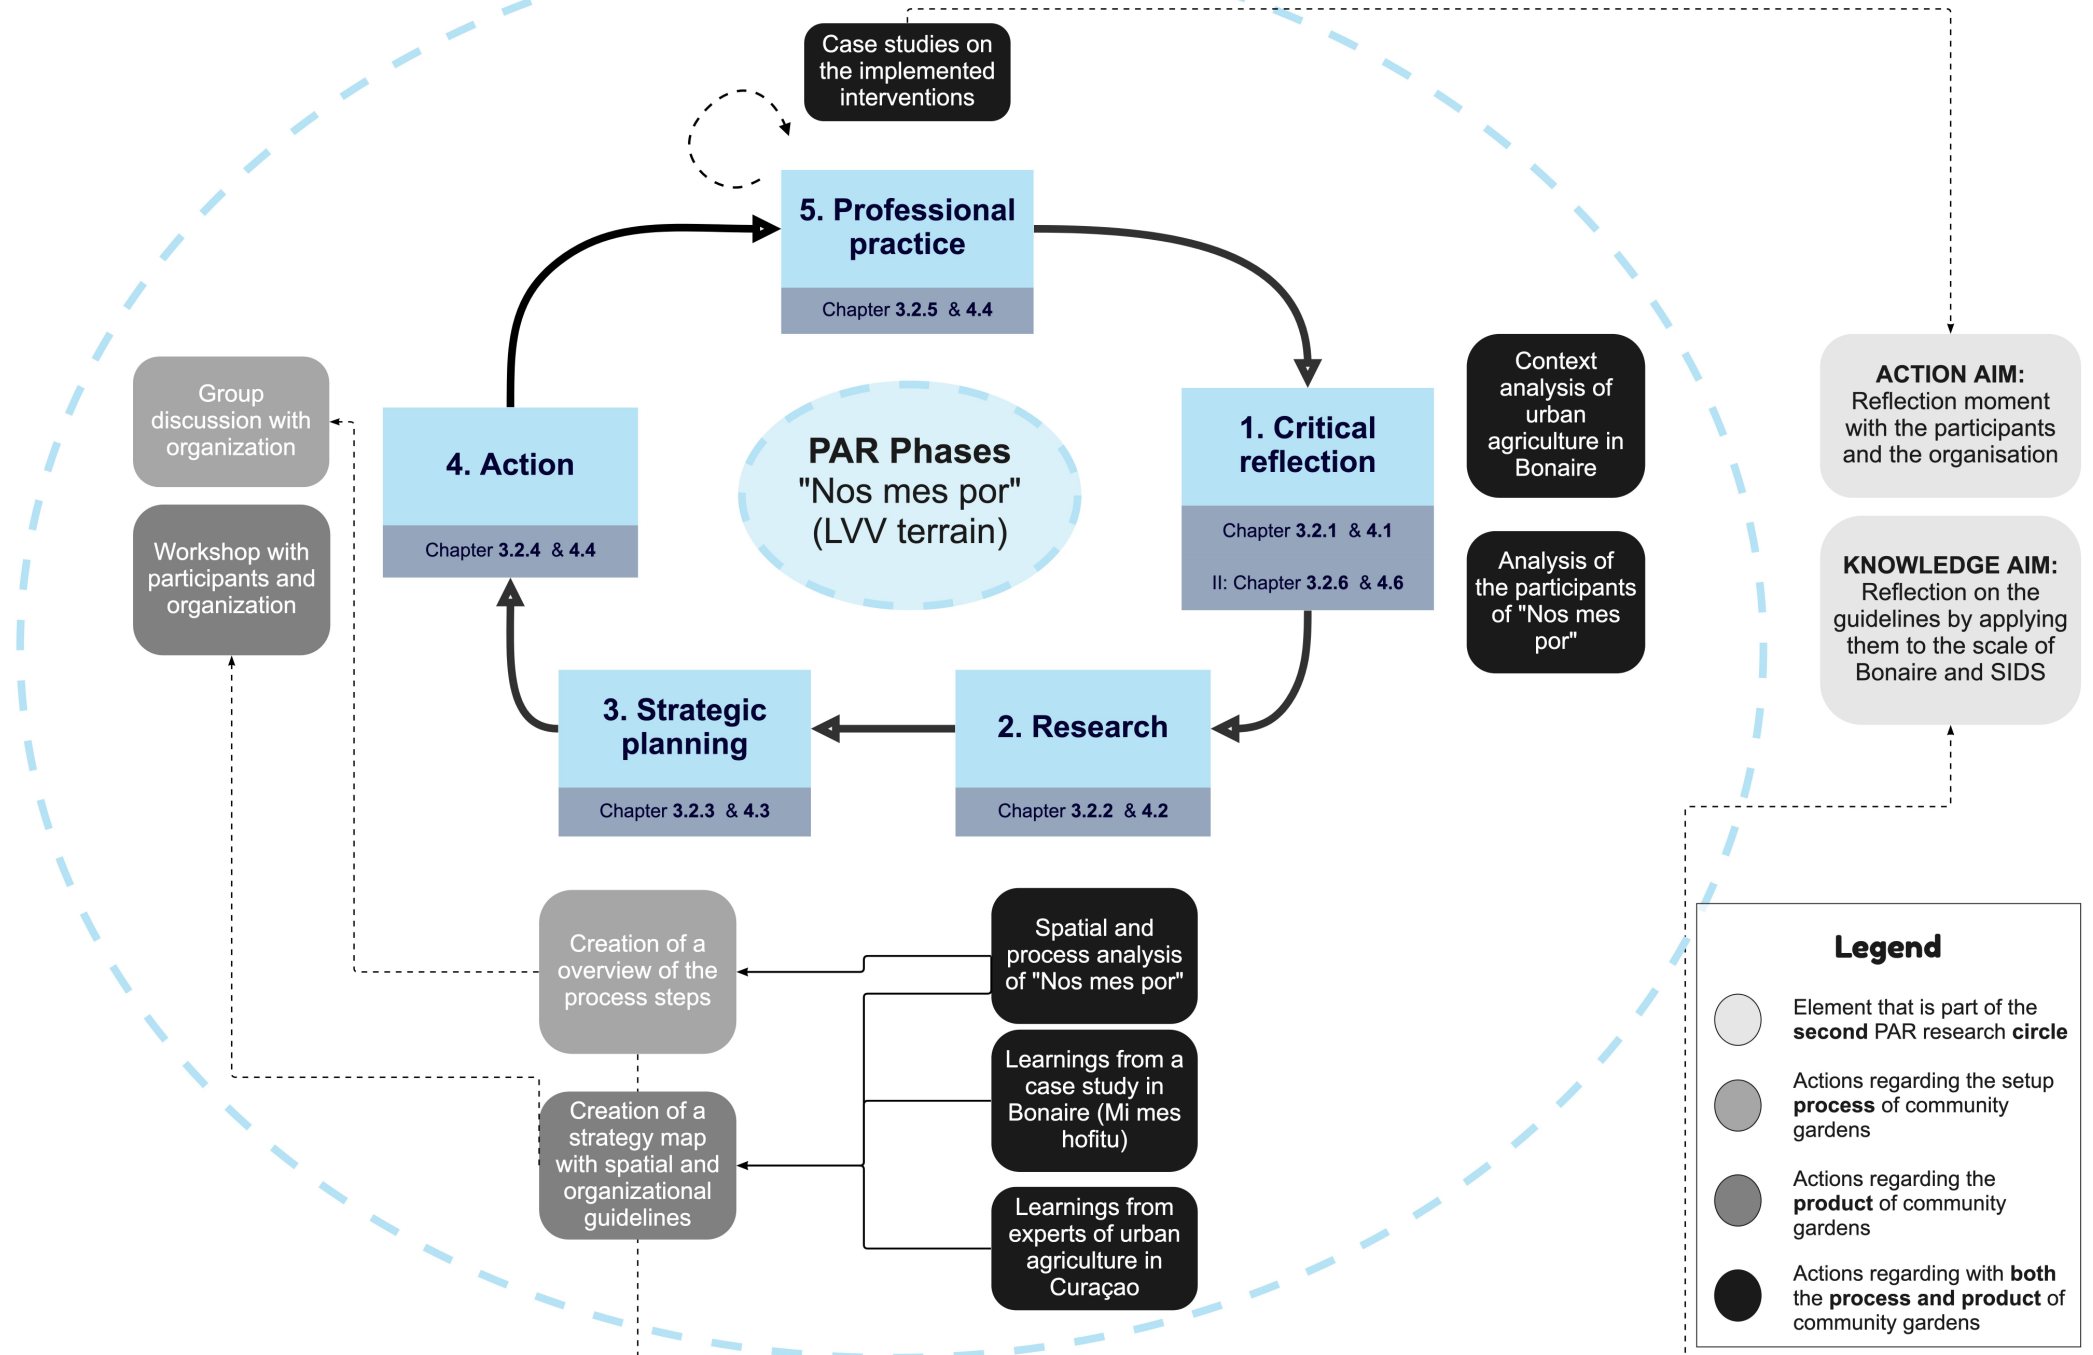 Case studies on
the implemented
interventions
5. Professional
practice
Chapter 3.2.5 & 4.4
Group
discussion with
organization
Workshop with
participants and
organization
4. Action
Chapter 3.2.4 & 4.4
PAR Phases
"Nos mes por"
(LVV terrain)
1. Critical
reflection
Chapter 3.2.1 & 4.1
II: Chapter 3.2.6 & 4.6
Context
analysis of
urban
agriculture in
Bonaire
Analysis of
the participants
of "Nos mes
por"
ACTION AIM:
Reflection moment
with the participants
and the organisation
KNOWLEDGE AIM:
Reflection on the
guidelines by applying
them to the scale of
Bonaire and SIDS
3. Strategic
planning
Chapter 3.2.3 & 4.3
2. Research
Chapter 3.2.2 & 4.2
Creation of a
overview of the
process steps
Creation of a
strategy map
with spatial and
organizational
guidelines
Spatial and
process analysis
of "Nos mes por"
Learnings from a
case study in
Bonaire (Mi mes
hofitu)
Learnings from
experts of urban
agriculture in
Curaçao
Legend
Element that is part of the
second PAR research circle
Actions regarding the setup
process of community
gardens
Actions regarding the
product of community
gardens
Actions regarding with both
the process and product of
community gardens